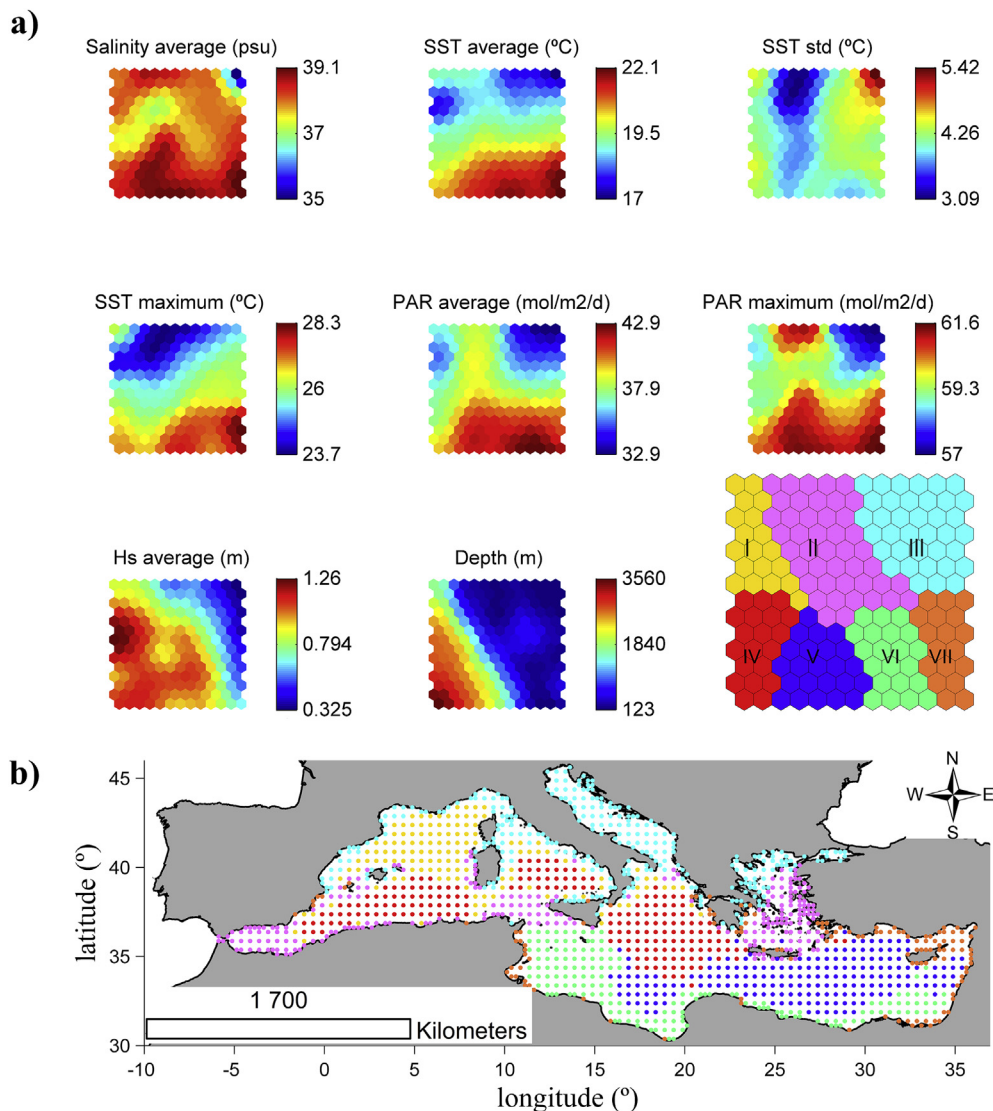 a)
Salinity average (psu)
39.1
37
35
SST average (ºC)
22.1
19.5
17
SST std (ºC)
5.42
4.26
3.09
SST maximum (ºC)
28.3
26
23.7
PAR average (mol/m2/d)
42.9
37.9
32.9
PAR maximum (mol/m2/d)
61.6
59.3
57
Hs average (m)
1.26
0.794
0.325
Depth (m)
3560
1840
123
I II III
IV V VI VII
b)
N
W E
S
45
40
35
30
latitude (º)
1 700
Kilometers
-10 -5 0 5 10 15 20 25 30 35
longitude (º)